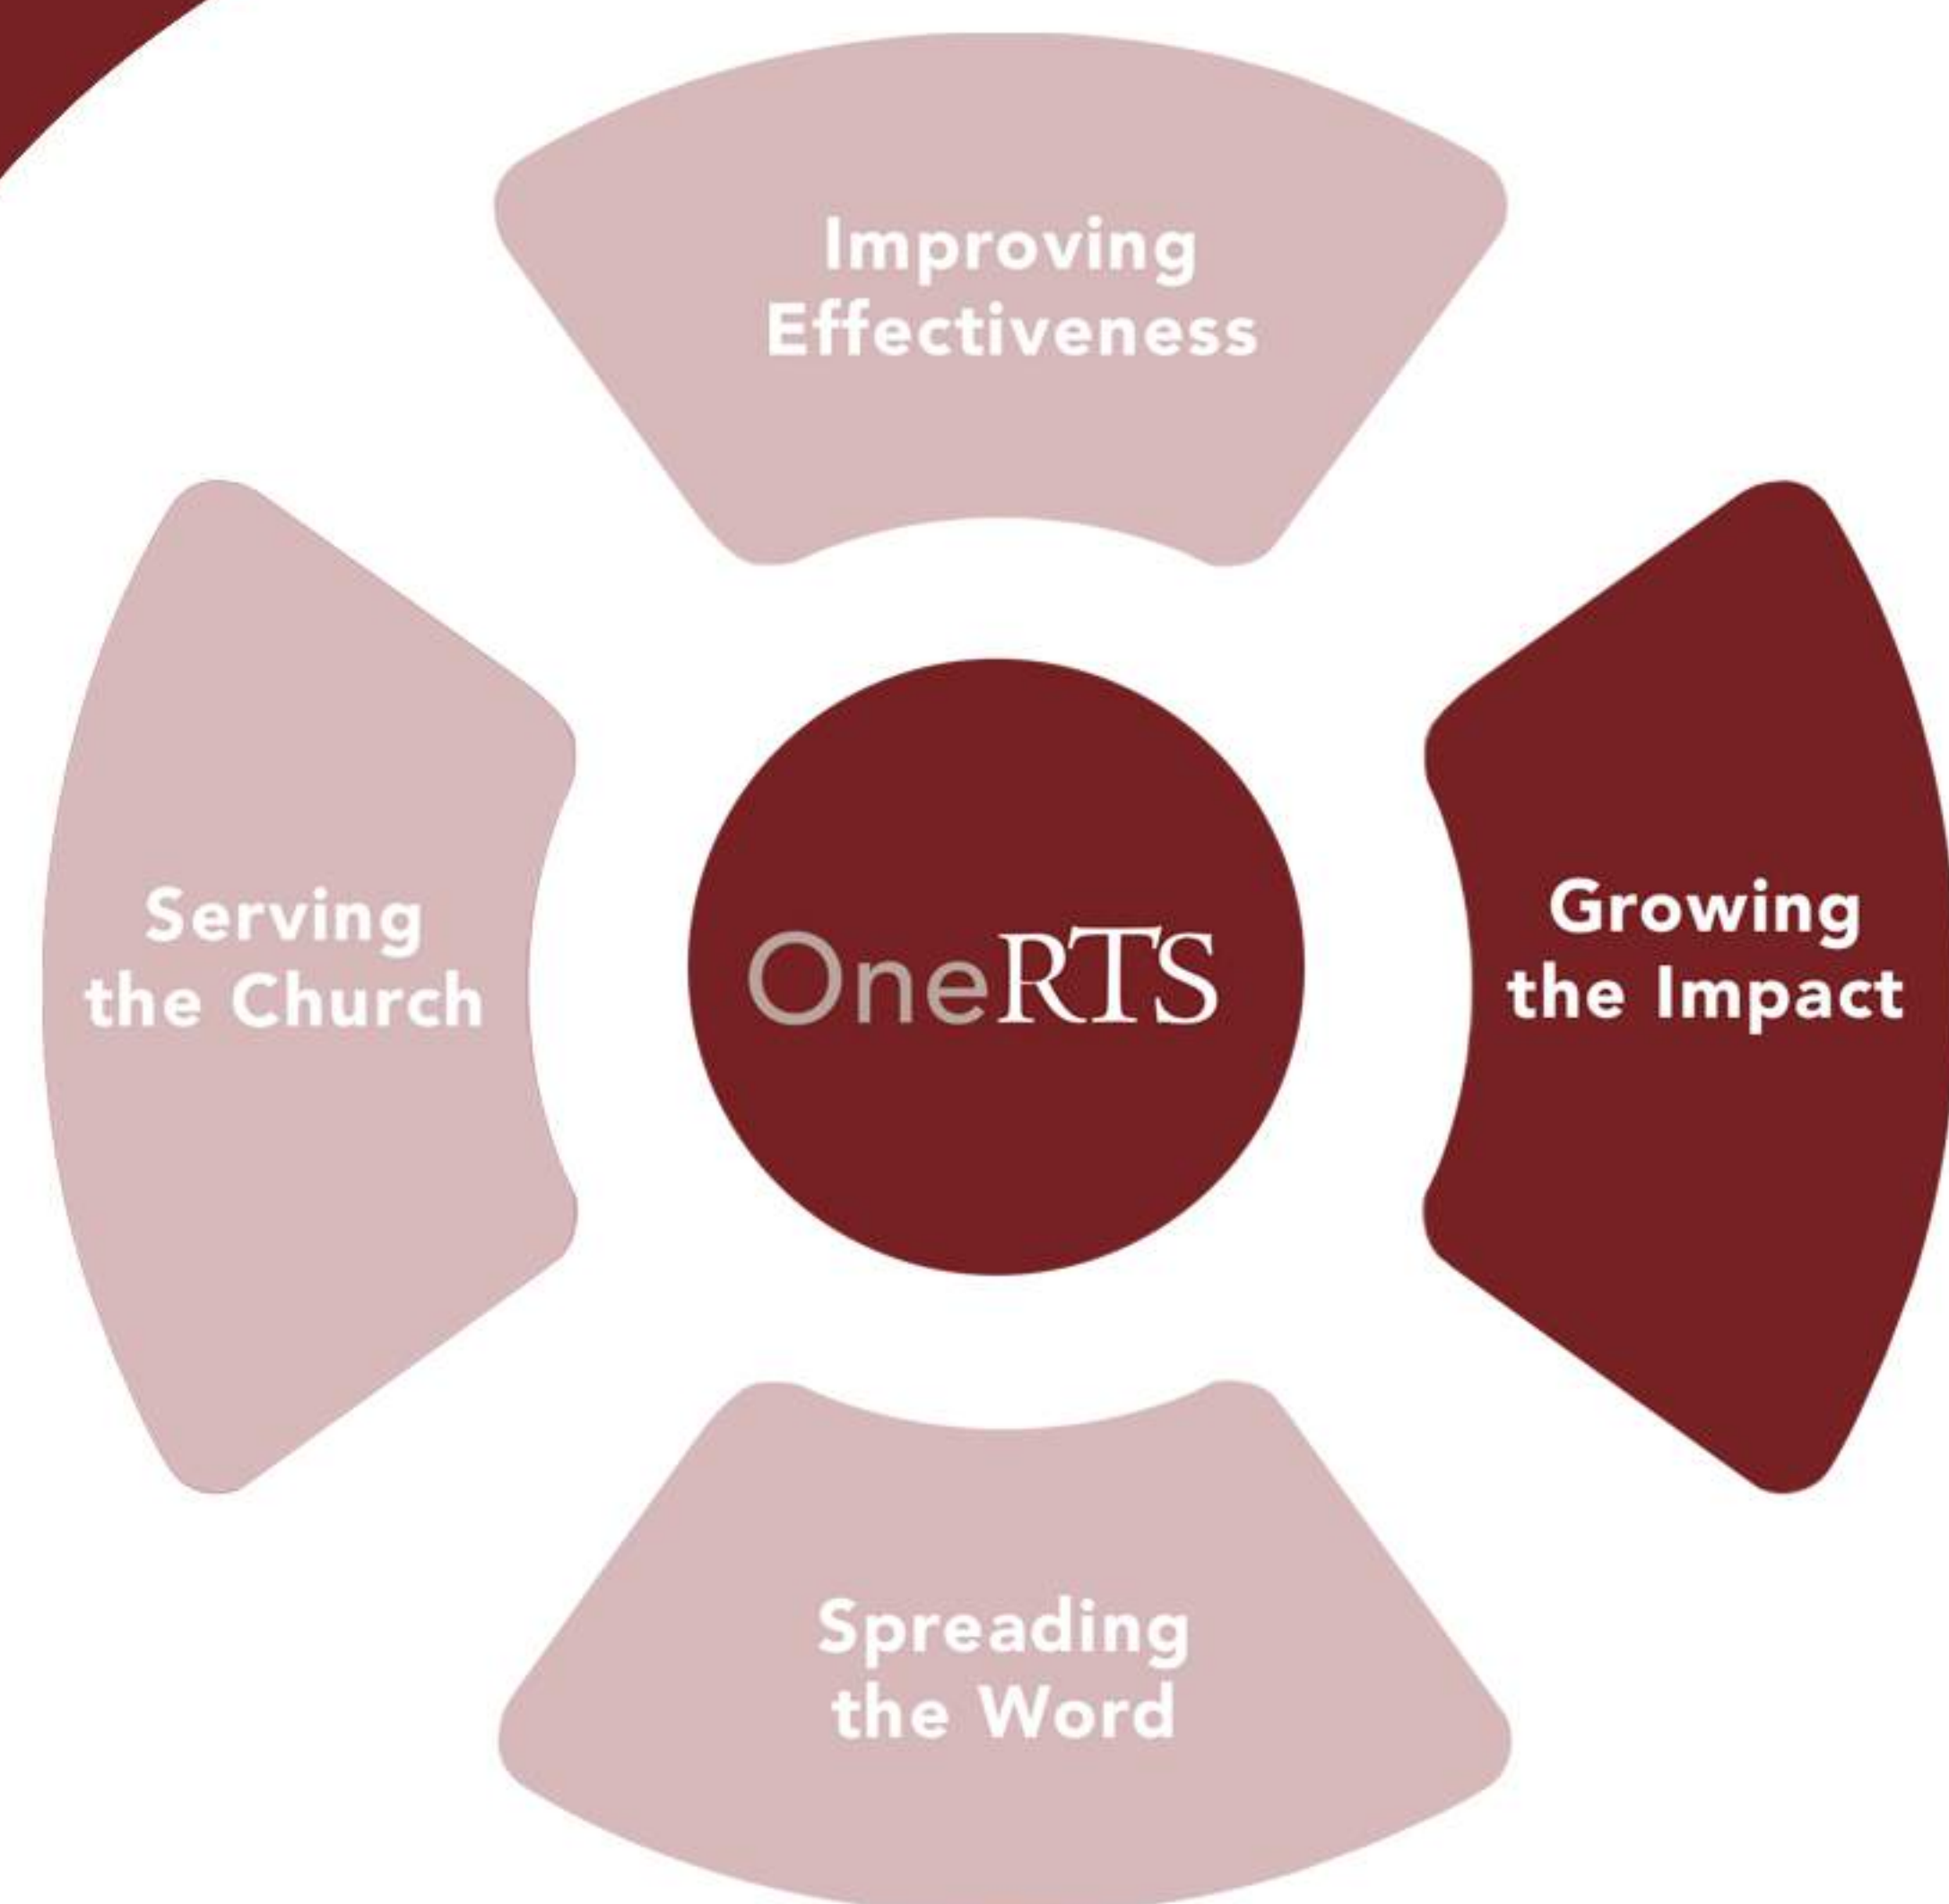 Improving
Effectiveness
Serving
the Church
OneRTS
Growing
the Impact
Spreading
the Word